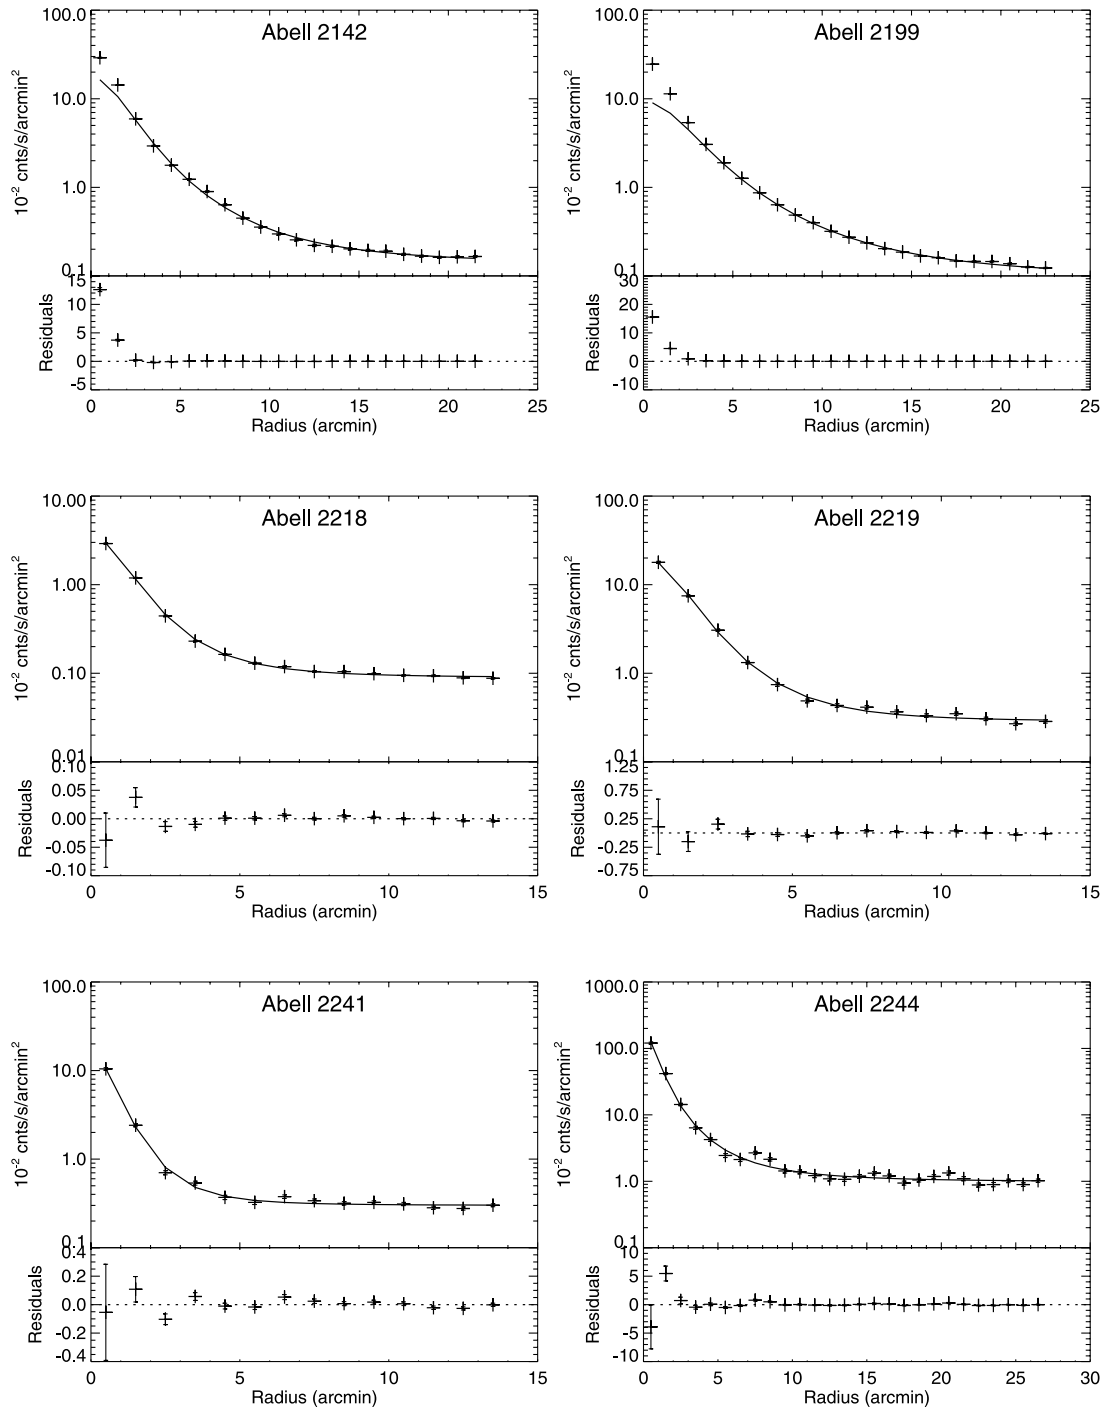 Abell 2142
100.0
10.0
1.0
0.1
10⁻² cnts/s/arcmin²
15
10
5
0
-5
Residuals
0 5 10 15 20 25
Radius (arcmin)
Abell 2199
100.0
10.0
1.0
0.1
10⁻² cnts/s/arcmin²
30
20
10
0
-10
Residuals
0 5 10 15 20 25
Radius (arcmin)
Abell 2218
10.00
1.00
0.10
0.01
10⁻² cnts/s/arcmin²
0.10
0.05
0.00
-0.05
-0.10
Residuals
0 5 10 15
Radius (arcmin)
Abell 2219
100.0
10.0
1.0
0.1
10⁻² cnts/s/arcmin²
1.25
0.75
0.25
-0.25
-0.75
Residuals
0 5 10 15
Radius (arcmin)
Abell 2241
100.0
10.0
1.0
0.1
10⁻² cnts/s/arcmin²
0.4
0.2
0.0
-0.2
-0.4
Residuals
0 5 10 15
Radius (arcmin)
Abell 2244
1000.0
100.0
10.0
1.0
0.1
10⁻² cnts/s/arcmin²
10
5
0
-5
-10
Residuals
0 5 10 15 20 25 30
Radius (arcmin)